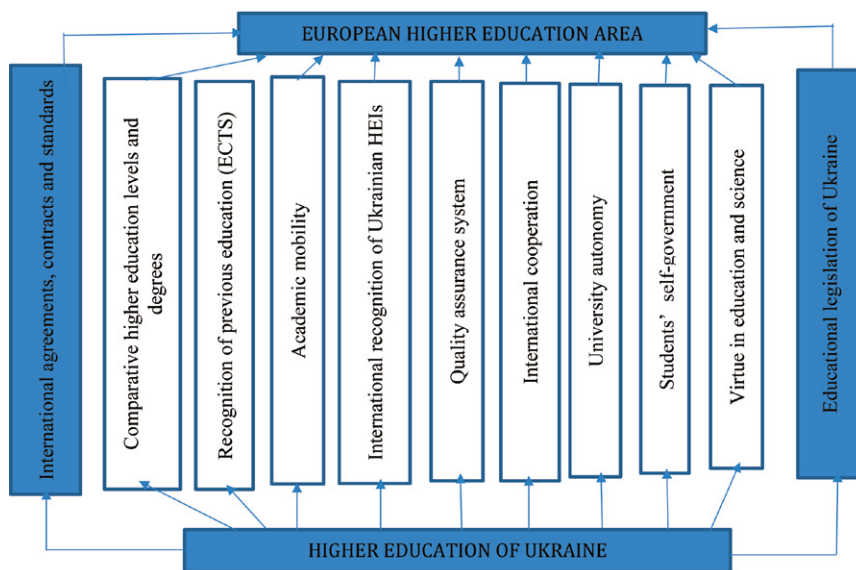 EUROPEAN HIGHER EDUCATION AREA
International agreements, contracts and standards
Comparative higher education levels and
degrees
Recognition of previous education (ECTS)
Academic mobility
International recognition of Ukrainian HEIs
Quality assurance system
International cooperation
University autonomy
Students’ self-government
Virtue in education and science
Educational legislation of Ukraine
HIGHER EDUCATION OF UKRAINE